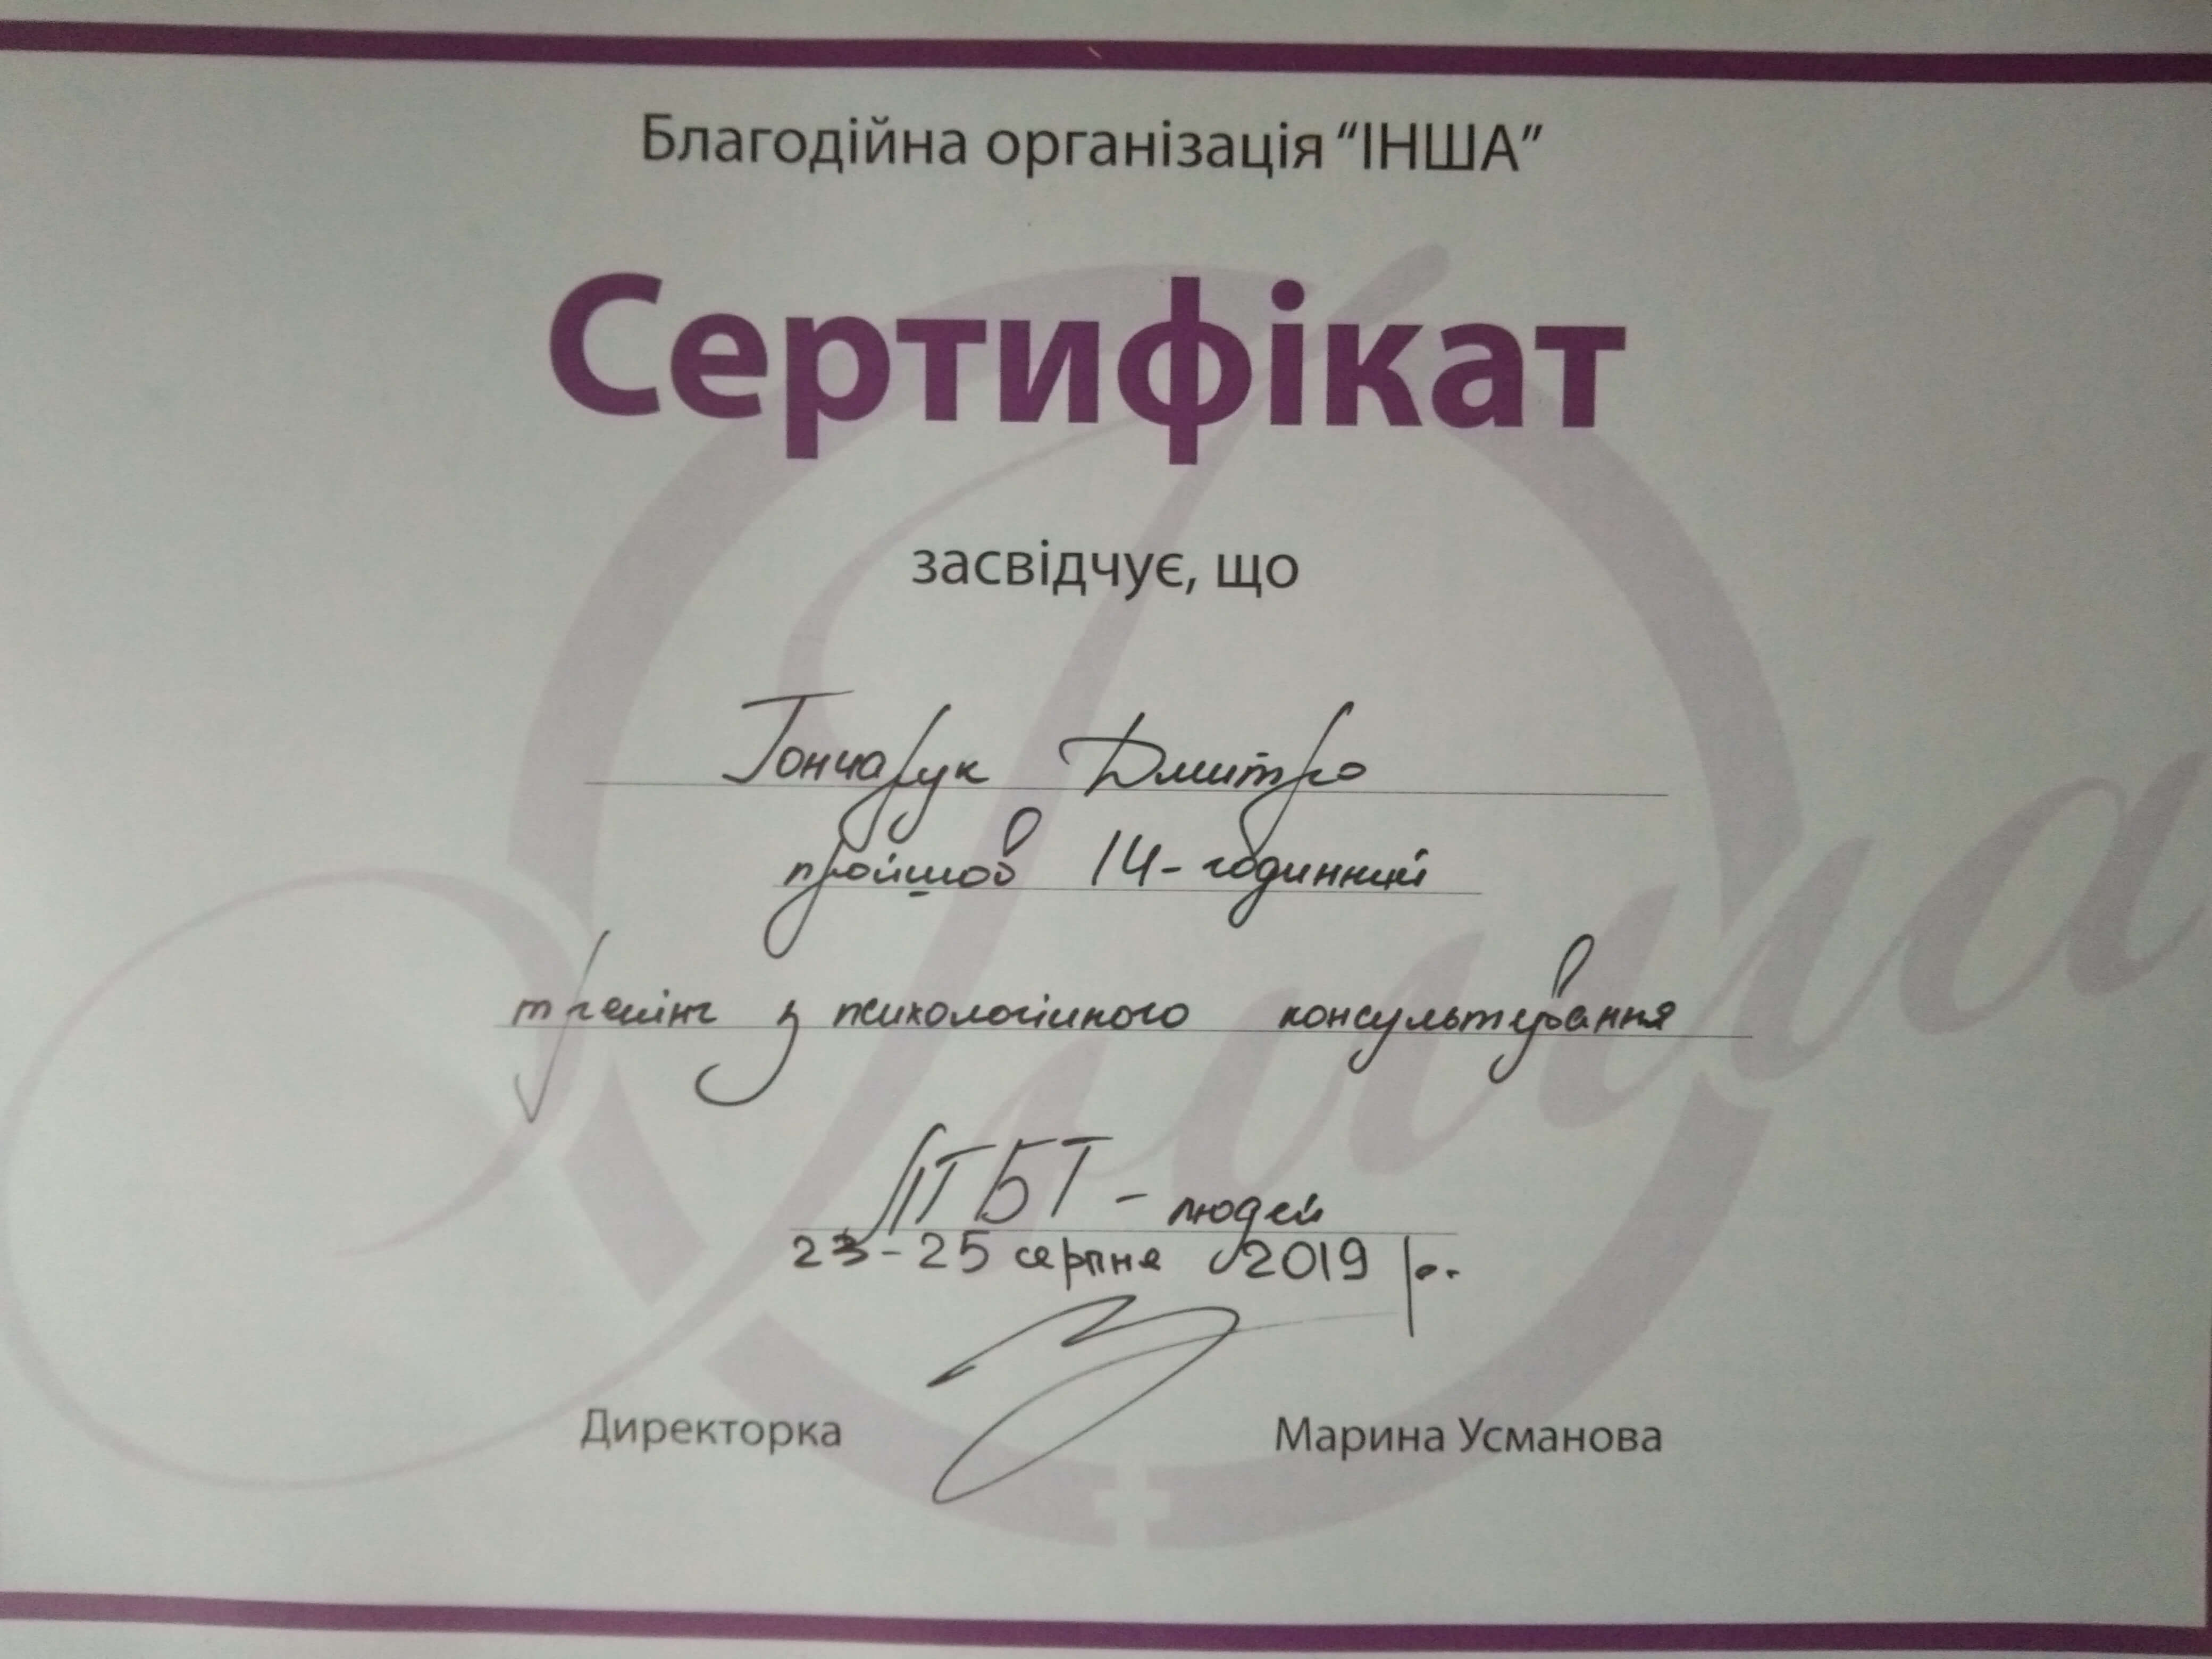 Благодійна організація “ІНША”
Сертифікат
засвідчує, що
Гончарук Дмитро
пройшов 14-годинний
тренінг з психологічного консультування
ЛГБТ - людей
23-25 серпня 2019 р.
Директорка Марина Усманова
Інша